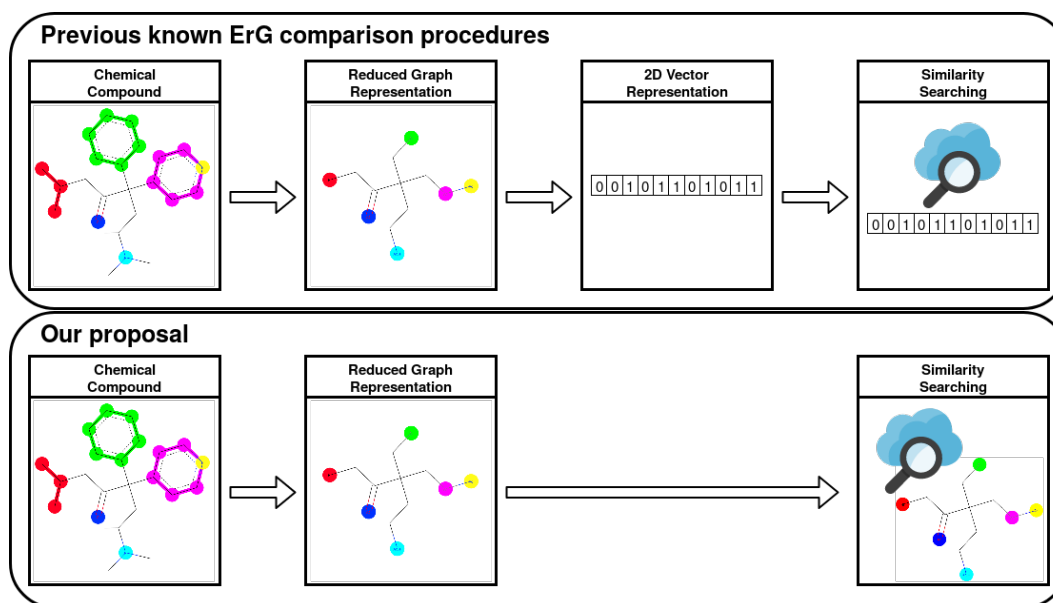 Previous known ErG comparison procedures
Chemical
Compound
Reduced Graph
Representation
2D Vector
Representation
Similarity
Searching
0 0 1 0 1 1 0 1 0 1 1
0 0 1 0 1 1 0 1 0 1 1
Our proposal
Chemical
Compound
Reduced Graph
Representation
Similarity
Searching